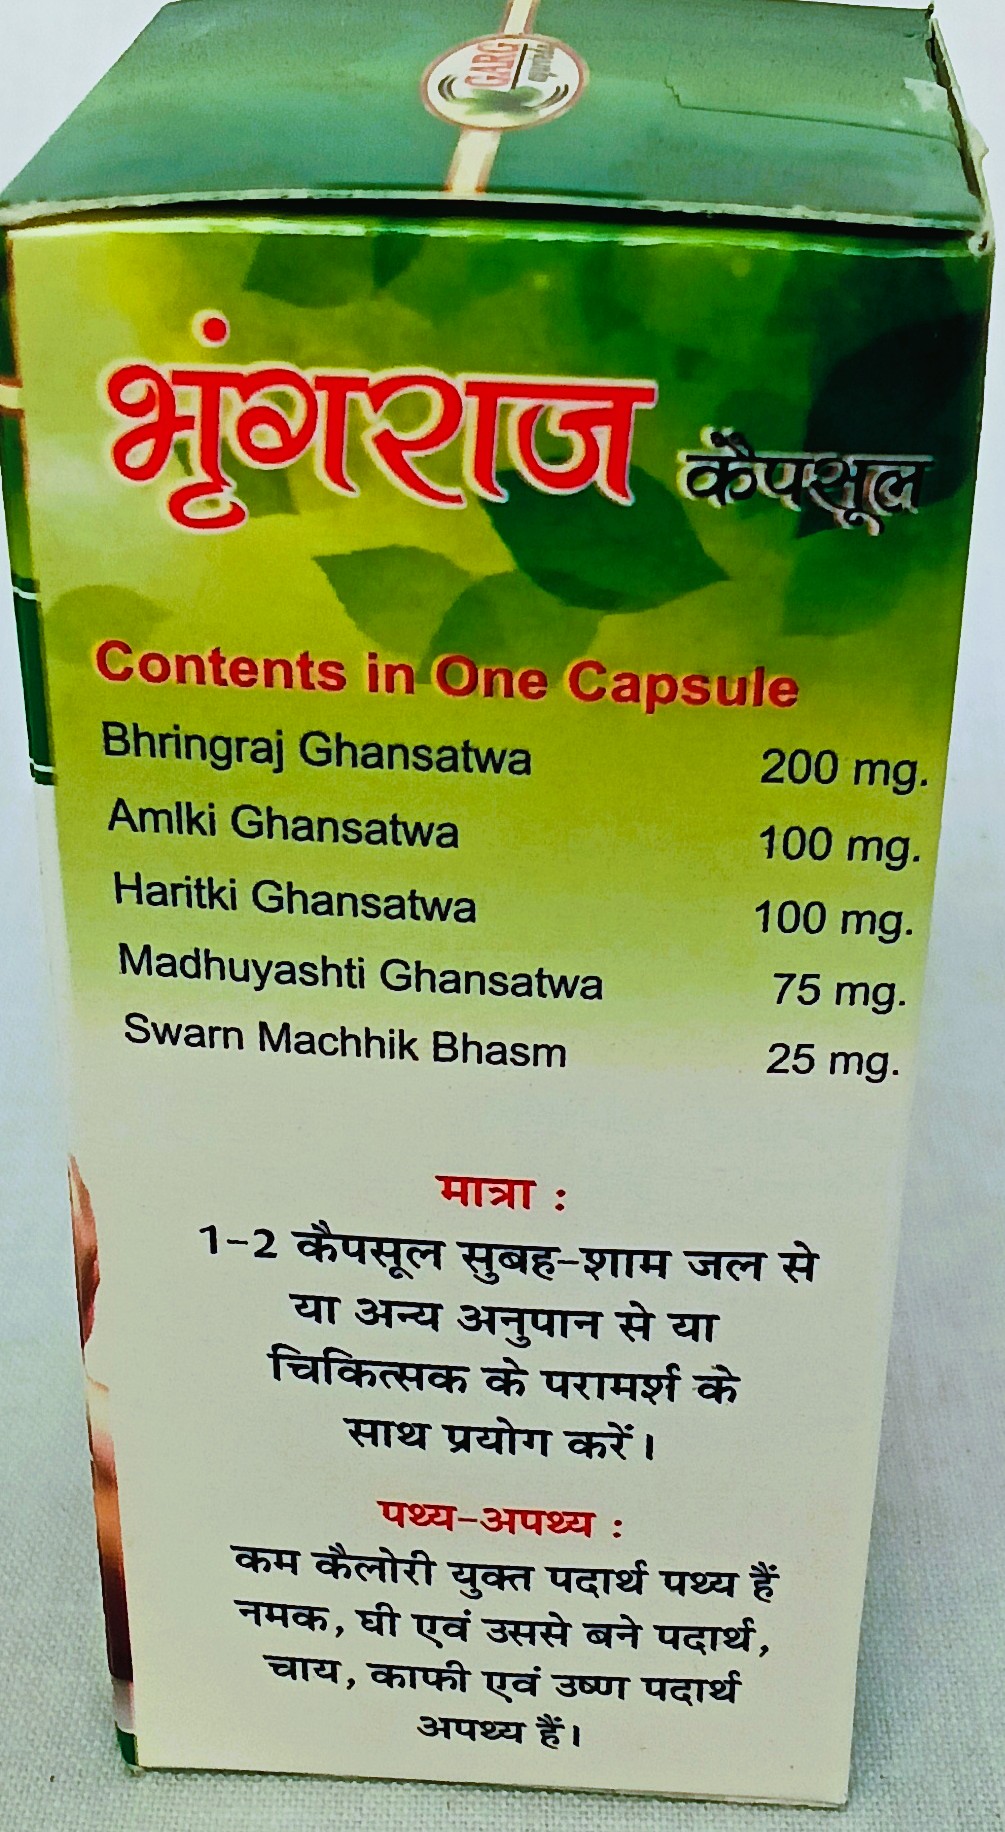 GARG
ayurveda
भृंगराज कैपसूल
Contents in One Capsule
Bhringraj Ghansatwa 200 mg.
Amlki Ghansatwa 100 mg.
Haritki Ghansatwa 100 mg.
Madhuyashti Ghansatwa 75 mg.
Swarn Machhik Bhasm 25 mg.
मात्रा :
1-2 कैपसूल सुबह-शाम जल से
या अन्य अनुपान से या
चिकित्सक के परामर्श के
साथ प्रयोग करें।
पथ्य-अपथ्य :
कम कैलोरी युक्त पदार्थ पथ्य हैं
नमक, घी एवं उससे बने पदार्थ,
चाय, काफी एवं उष्ण पदार्थ
अपथ्य हैं।